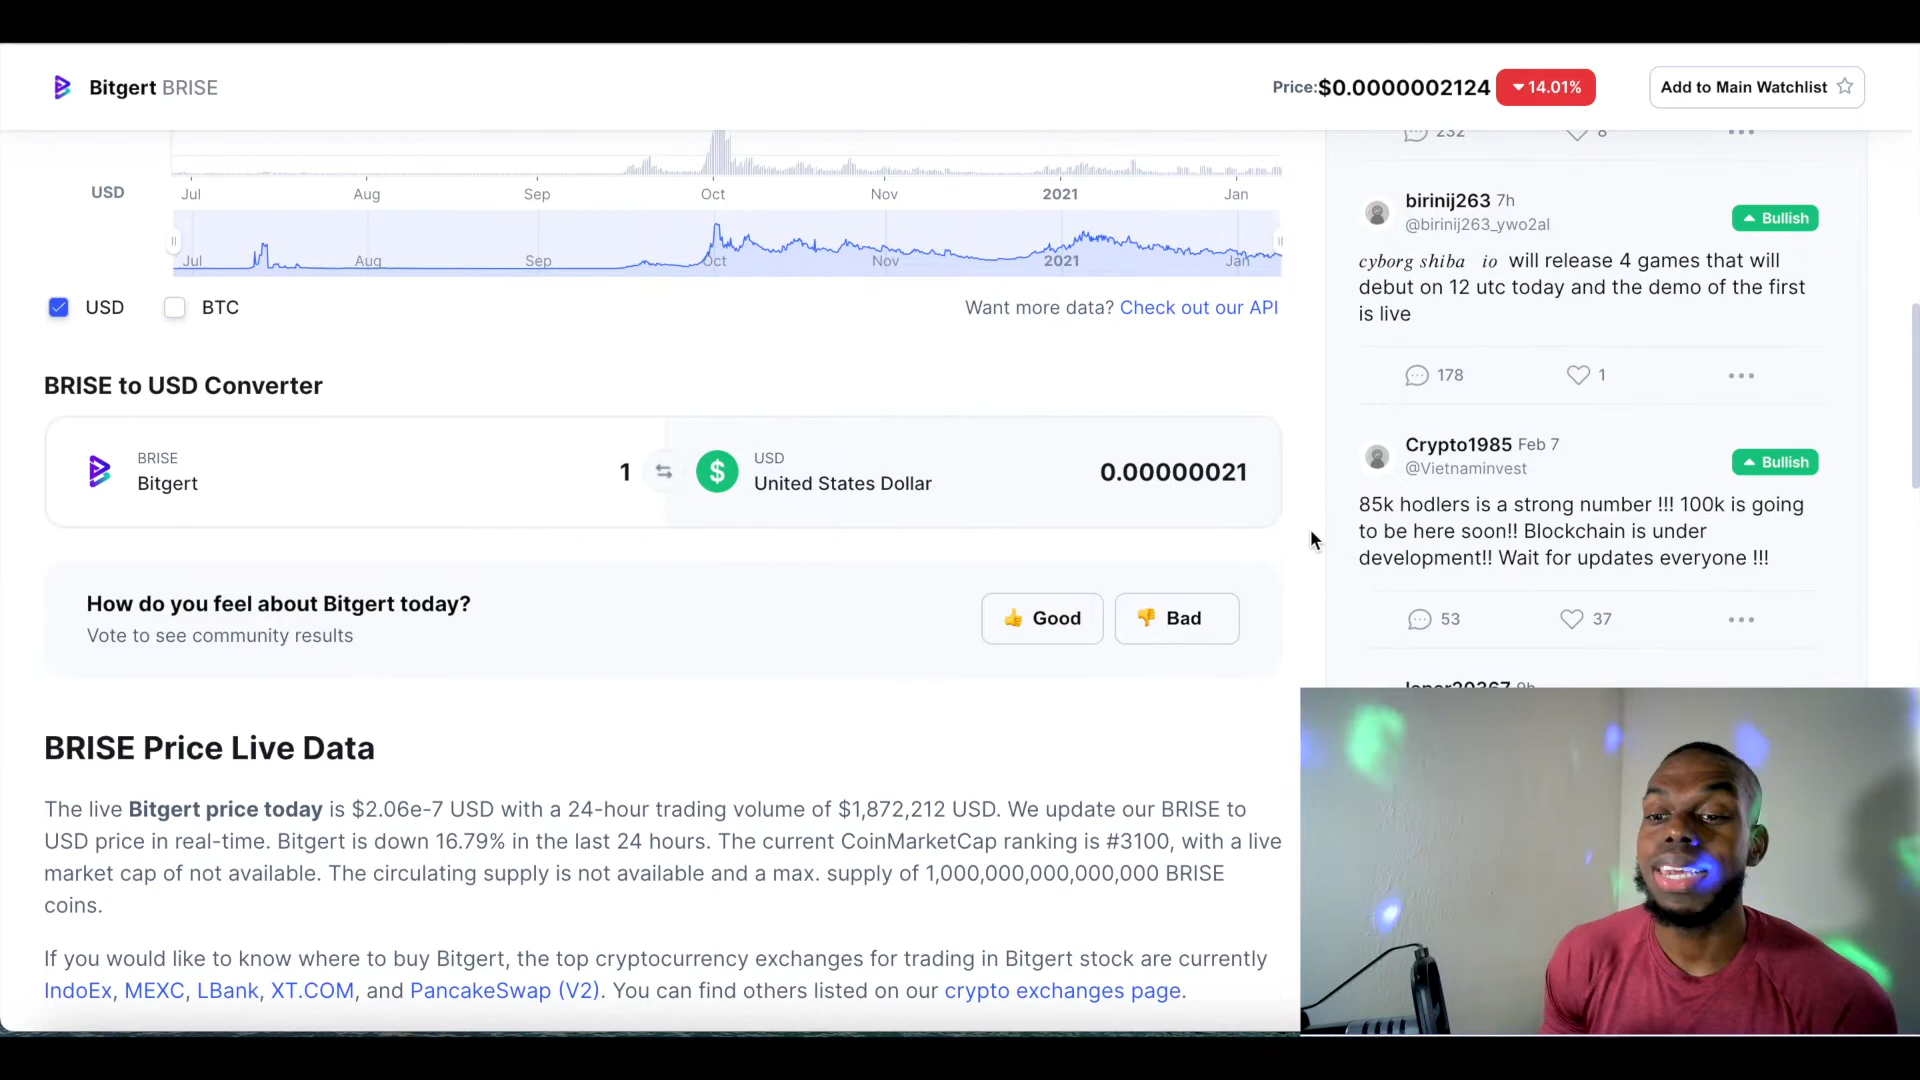 Bitgert BRISE
Price:$0.0000002124 14.01%
Add to Main Watchlist
USD
Jul Aug Sep Oct Nov 2021 Jan
Jul Aug Sep Oct Nov 2021 Jan
USD BTC
Want more data? Check out our API
BRISE to USD Converter
BRISE
Bitgert
1
$
USD
United States Dollar
0.00000021
How do you feel about Bitgert today?
Vote to see community results
👍 Good
👎 Bad
BRISE Price Live Data
The live Bitgert price today is $2.06e-7 USD with a 24-hour trading volume of $1,872,212 USD. We update our BRISE to
USD price in real-time. Bitgert is down 16.79% in the last 24 hours. The current CoinMarketCap ranking is #3100, with a live
market cap of not available. The circulating supply is not available and a max. supply of 1,000,000,000,000,000 BRISE
coins.
If you would like to know where to buy Bitgert, the top cryptocurrency exchanges for trading in Bitgert stock are currently
IndoEx, MEXC, LBank, XT.COM, and PancakeSwap (V2). You can find others listed on our crypto exchanges page.
232 8
birinij263 7h
@birinij263_ywo2al
Bullish
cyborg shiba io will release 4 games that will
debut on 12 utc today and the demo of the first
is live
178 1
Crypto1985 Feb 7
@Vietnaminvest
Bullish
85k hodlers is a strong number !!! 100k is going
to be here soon!! Blockchain is under
development!! Wait for updates everyone !!!
53 37